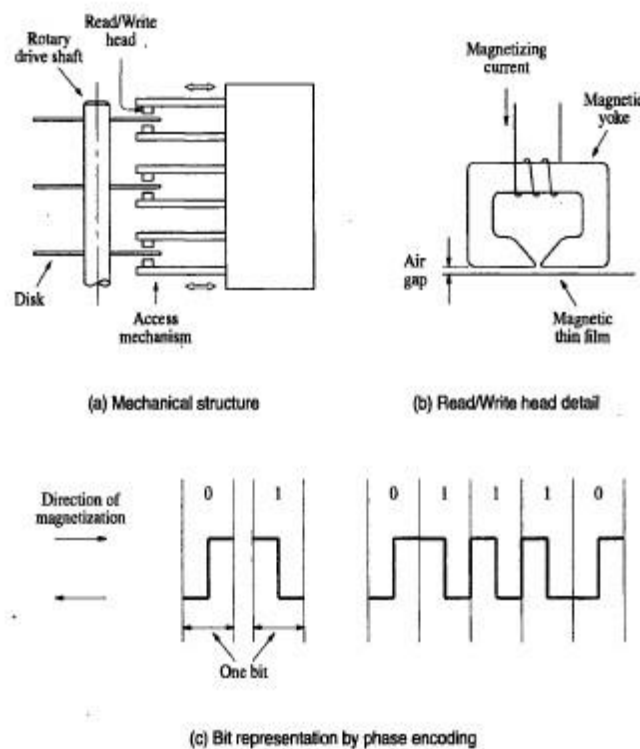 Read/Write
head
Rotary
drive shaft
Disk
Access
mechanism
(a) Mechanical structure
Magnetizing
current
Magnetic
yoke
Air
gap
Magnetic
thin film
(b) Read/Write head detail
Direction of
magnetization
0 1
0 1 1 1 0
One bit
(c) Bit representation by phase encoding